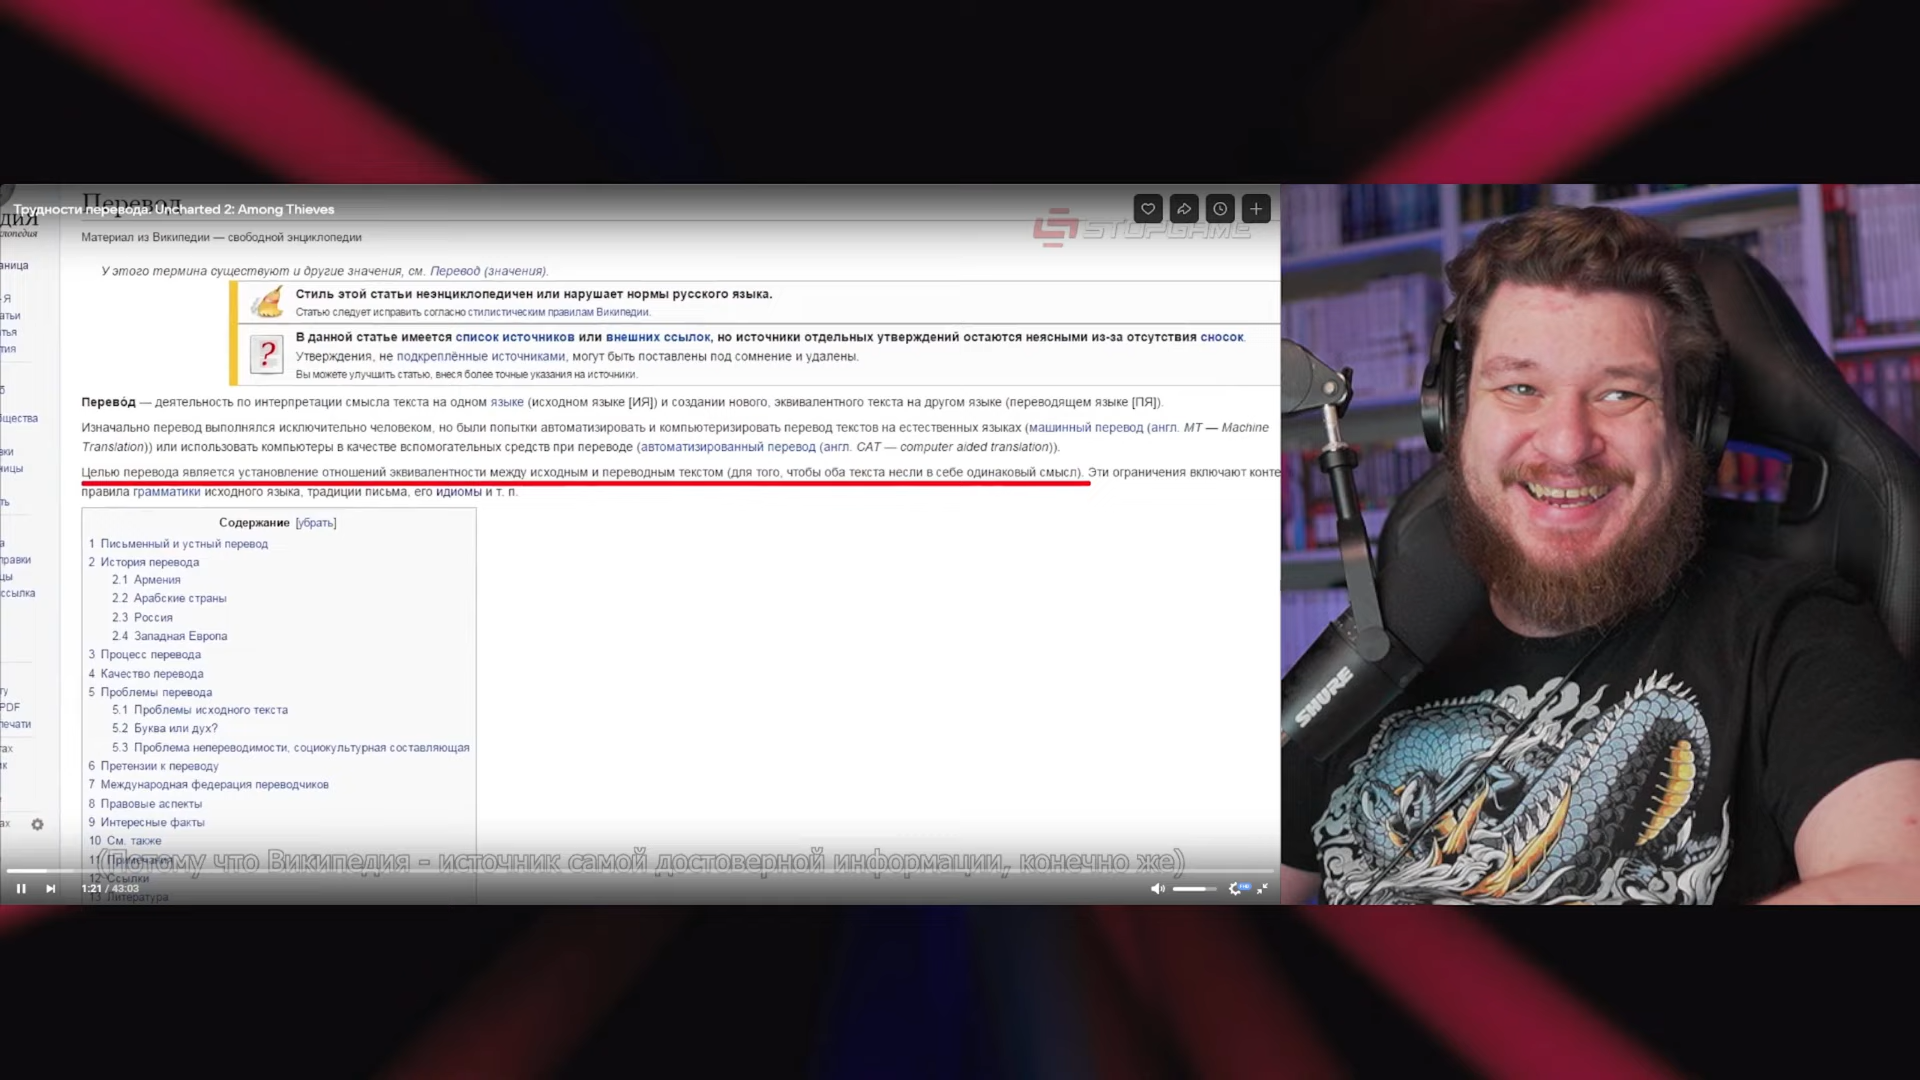 Перевод
Трудности перевода. Uncharted 2: Among Thieves
STOPGAME
Материал из Википедии — свободной энциклопедии
У этого термина существуют и другие значения, см. Перевод (значения).
Стиль этой статьи неэнциклопедичен или нарушает нормы русского языка.
Статью следует исправить согласно стилистическим правилам Википедии.
В данной статье имеется список источников или внешних ссылок, но источники отдельных утверждений остаются неясными из-за отсутствия сносок.
Утверждения, не подкреплённые источниками, могут быть поставлены под сомнение и удалены.
Вы можете улучшить статью, внеся более точные указания на источники.
Перево́д — деятельность по интерпретации смысла текста на одном языке (исходном языке [ИЯ]) и созданию нового, эквивалентного текста на другом языке (переводящем языке [ПЯ]).
Изначально перевод выполнялся исключительно человеком, но были попытки автоматизировать и компьютеризировать перевод текстов на естественных языках (машинный перевод (англ. MT — Machine
Translation)) или использовать компьютеры в качестве вспомогательных средств при переводе (автоматизированный перевод (англ. CAT — computer aided translation)).
Целью перевода является установление отношений эквивалентности между исходным и переводным текстом (для того, чтобы оба текста несли в себе одинаковый смысл). Эти ограничения включают конте
правила грамматики исходного языка, традиции письма, его идиомы и т. п.
Содержание [убрать]
1 Письменный и устный перевод
2 История перевода
2.1 Армения
2.2 Арабские страны
2.3 Россия
2.4 Западная Европа
3 Процесс перевода
4 Качество перевода
5 Проблемы перевода
5.1 Проблемы исходного текста
5.2 Буква или дух?
5.3 Проблема непереводимости, социокультурная составляющая
6 Претензии к переводу
7 Международная федерация переводчиков
8 Правовые аспекты
9 Интересные факты
10 См. также
11 Примечания
(Потому что Википедия - источник самой достоверной информации, конечно же)
12 Ссылки
1:21 / 43:03
HD
13 Литература
SHURE